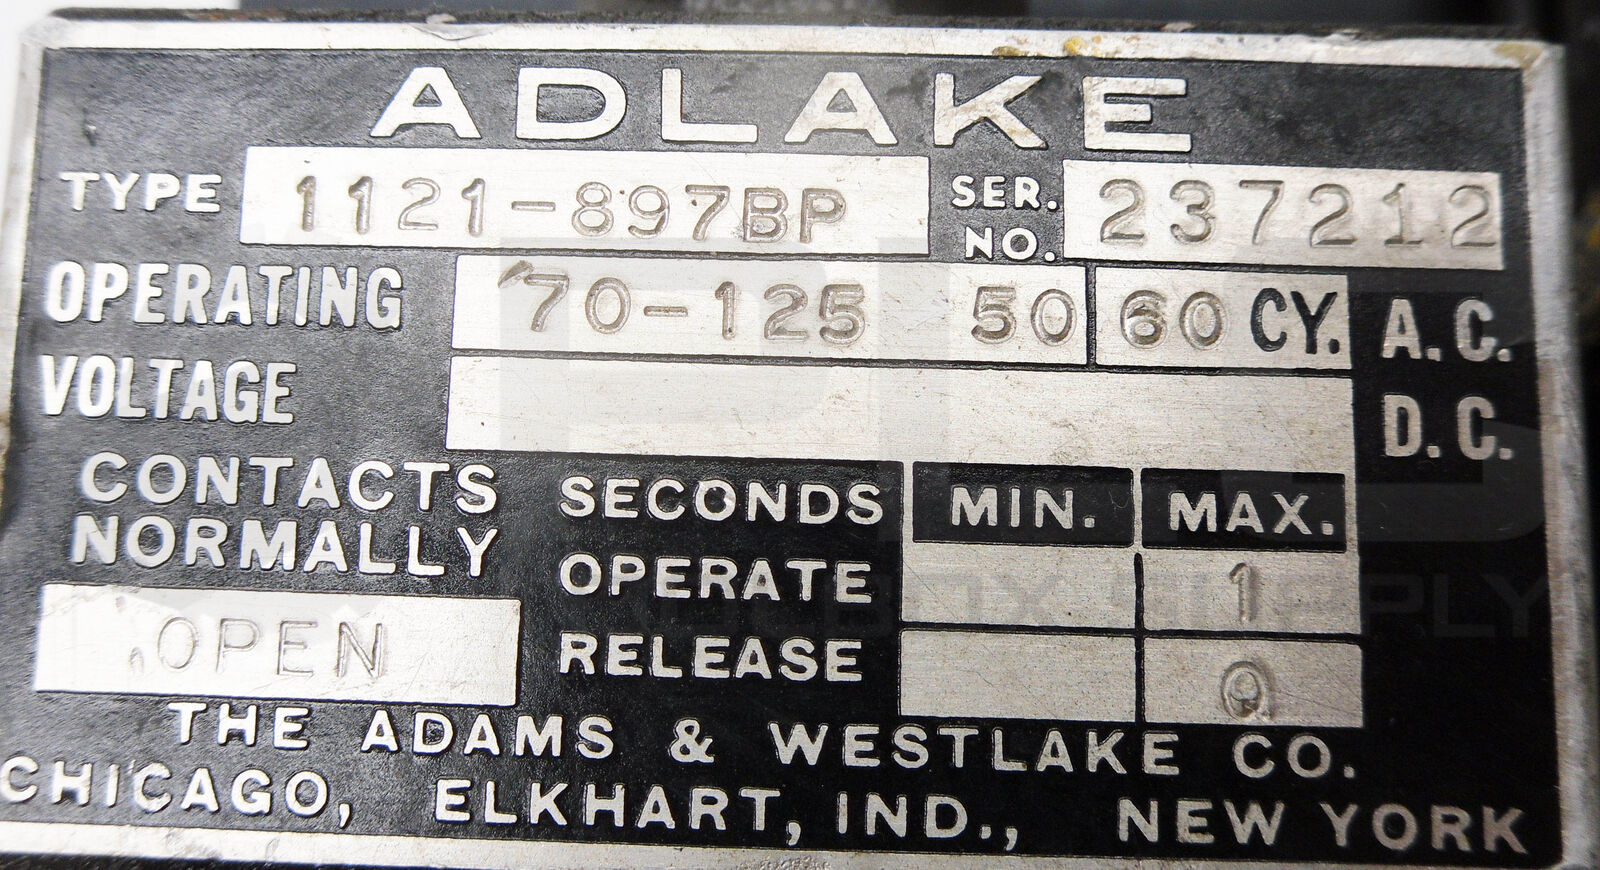 ADLAKE
TYPE 1121-897BP SER. NO. 237212
OPERATING VOLTAGE 70-125 50 60 CY. A.C.
D.C.
CONTACTS NORMALLY OPEN
SECONDS MIN. MAX.
OPERATE 1
RELEASE Q
THE ADAMS & WESTLAKE CO.
CHICAGO, ELKHART, IND., NEW YORK